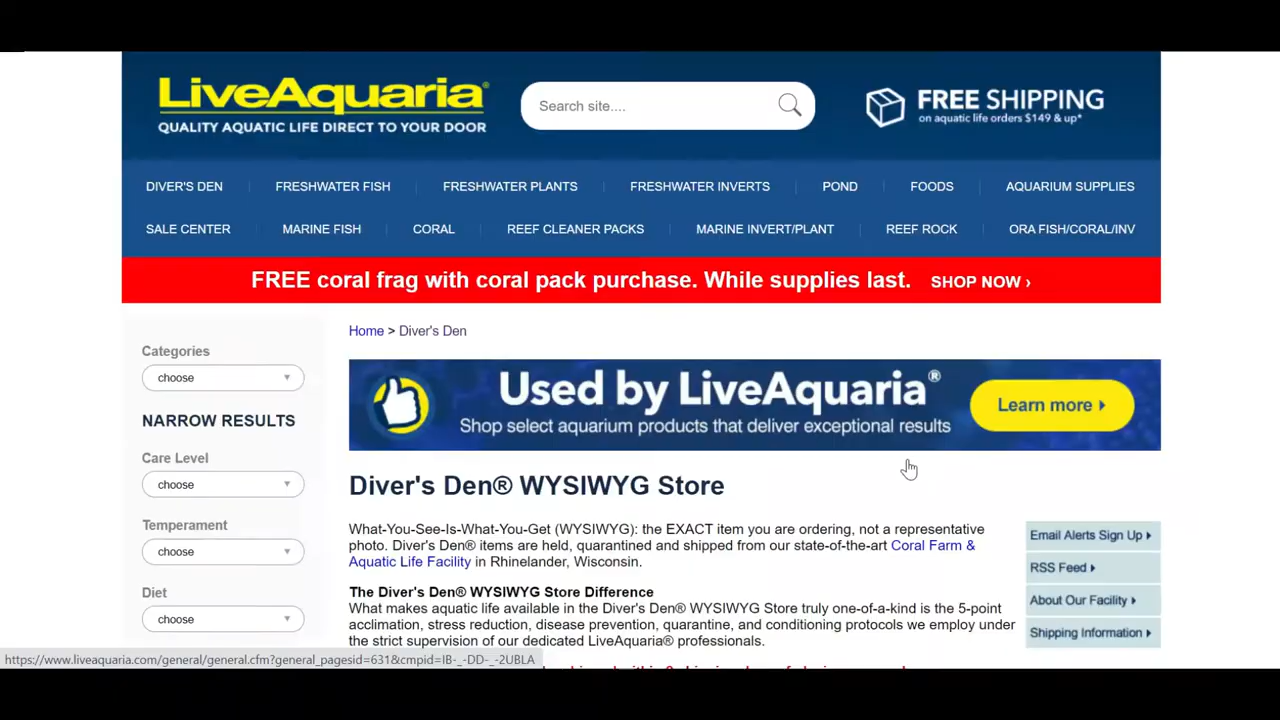 LiveAquaria®
QUALITY AQUATIC LIFE DIRECT TO YOUR DOOR
Search site....
FREE SHIPPING
on aquatic life orders $149 & up*
DIVER'S DEN FRESHWATER FISH FRESHWATER PLANTS FRESHWATER INVERTS POND FOODS AQUARIUM SUPPLIES
SALE CENTER MARINE FISH CORAL REEF CLEANER PACKS MARINE INVERT/PLANT REEF ROCK ORA FISH/CORAL/INV
FREE coral frag with coral pack purchase. While supplies last. SHOP NOW ›
Categories
choose
NARROW RESULTS
Care Level
choose
Temperament
choose
Diet
choose
Home > Diver's Den
Used by LiveAquaria®
Shop select aquarium products that deliver exceptional results
Learn more
Diver's Den® WYSIWYG Store
What-You-See-Is-What-You-Get (WYSIWYG): the EXACT item you are ordering, not a representative
photo. Diver's Den® items are held, quarantined and shipped from our state-of-the-art Coral Farm &
Aquatic Life Facility in Rhinelander, Wisconsin.
The Diver's Den® WYSIWYG Store Difference
What makes aquatic life available in the Diver's Den® WYSIWYG Store truly one-of-a-kind is the 5-point
acclimation, stress reduction, disease prevention, quarantine, and conditioning protocols we employ under
the strict supervision of our dedicated LiveAquaria® professionals.
Email Alerts Sign Up
RSS Feed
About Our Facility
Shipping Information
https://www.liveaquaria.com/general/general.cfm?general_pagesid=631&cmpid=IB-_-DD-_-2UBLA